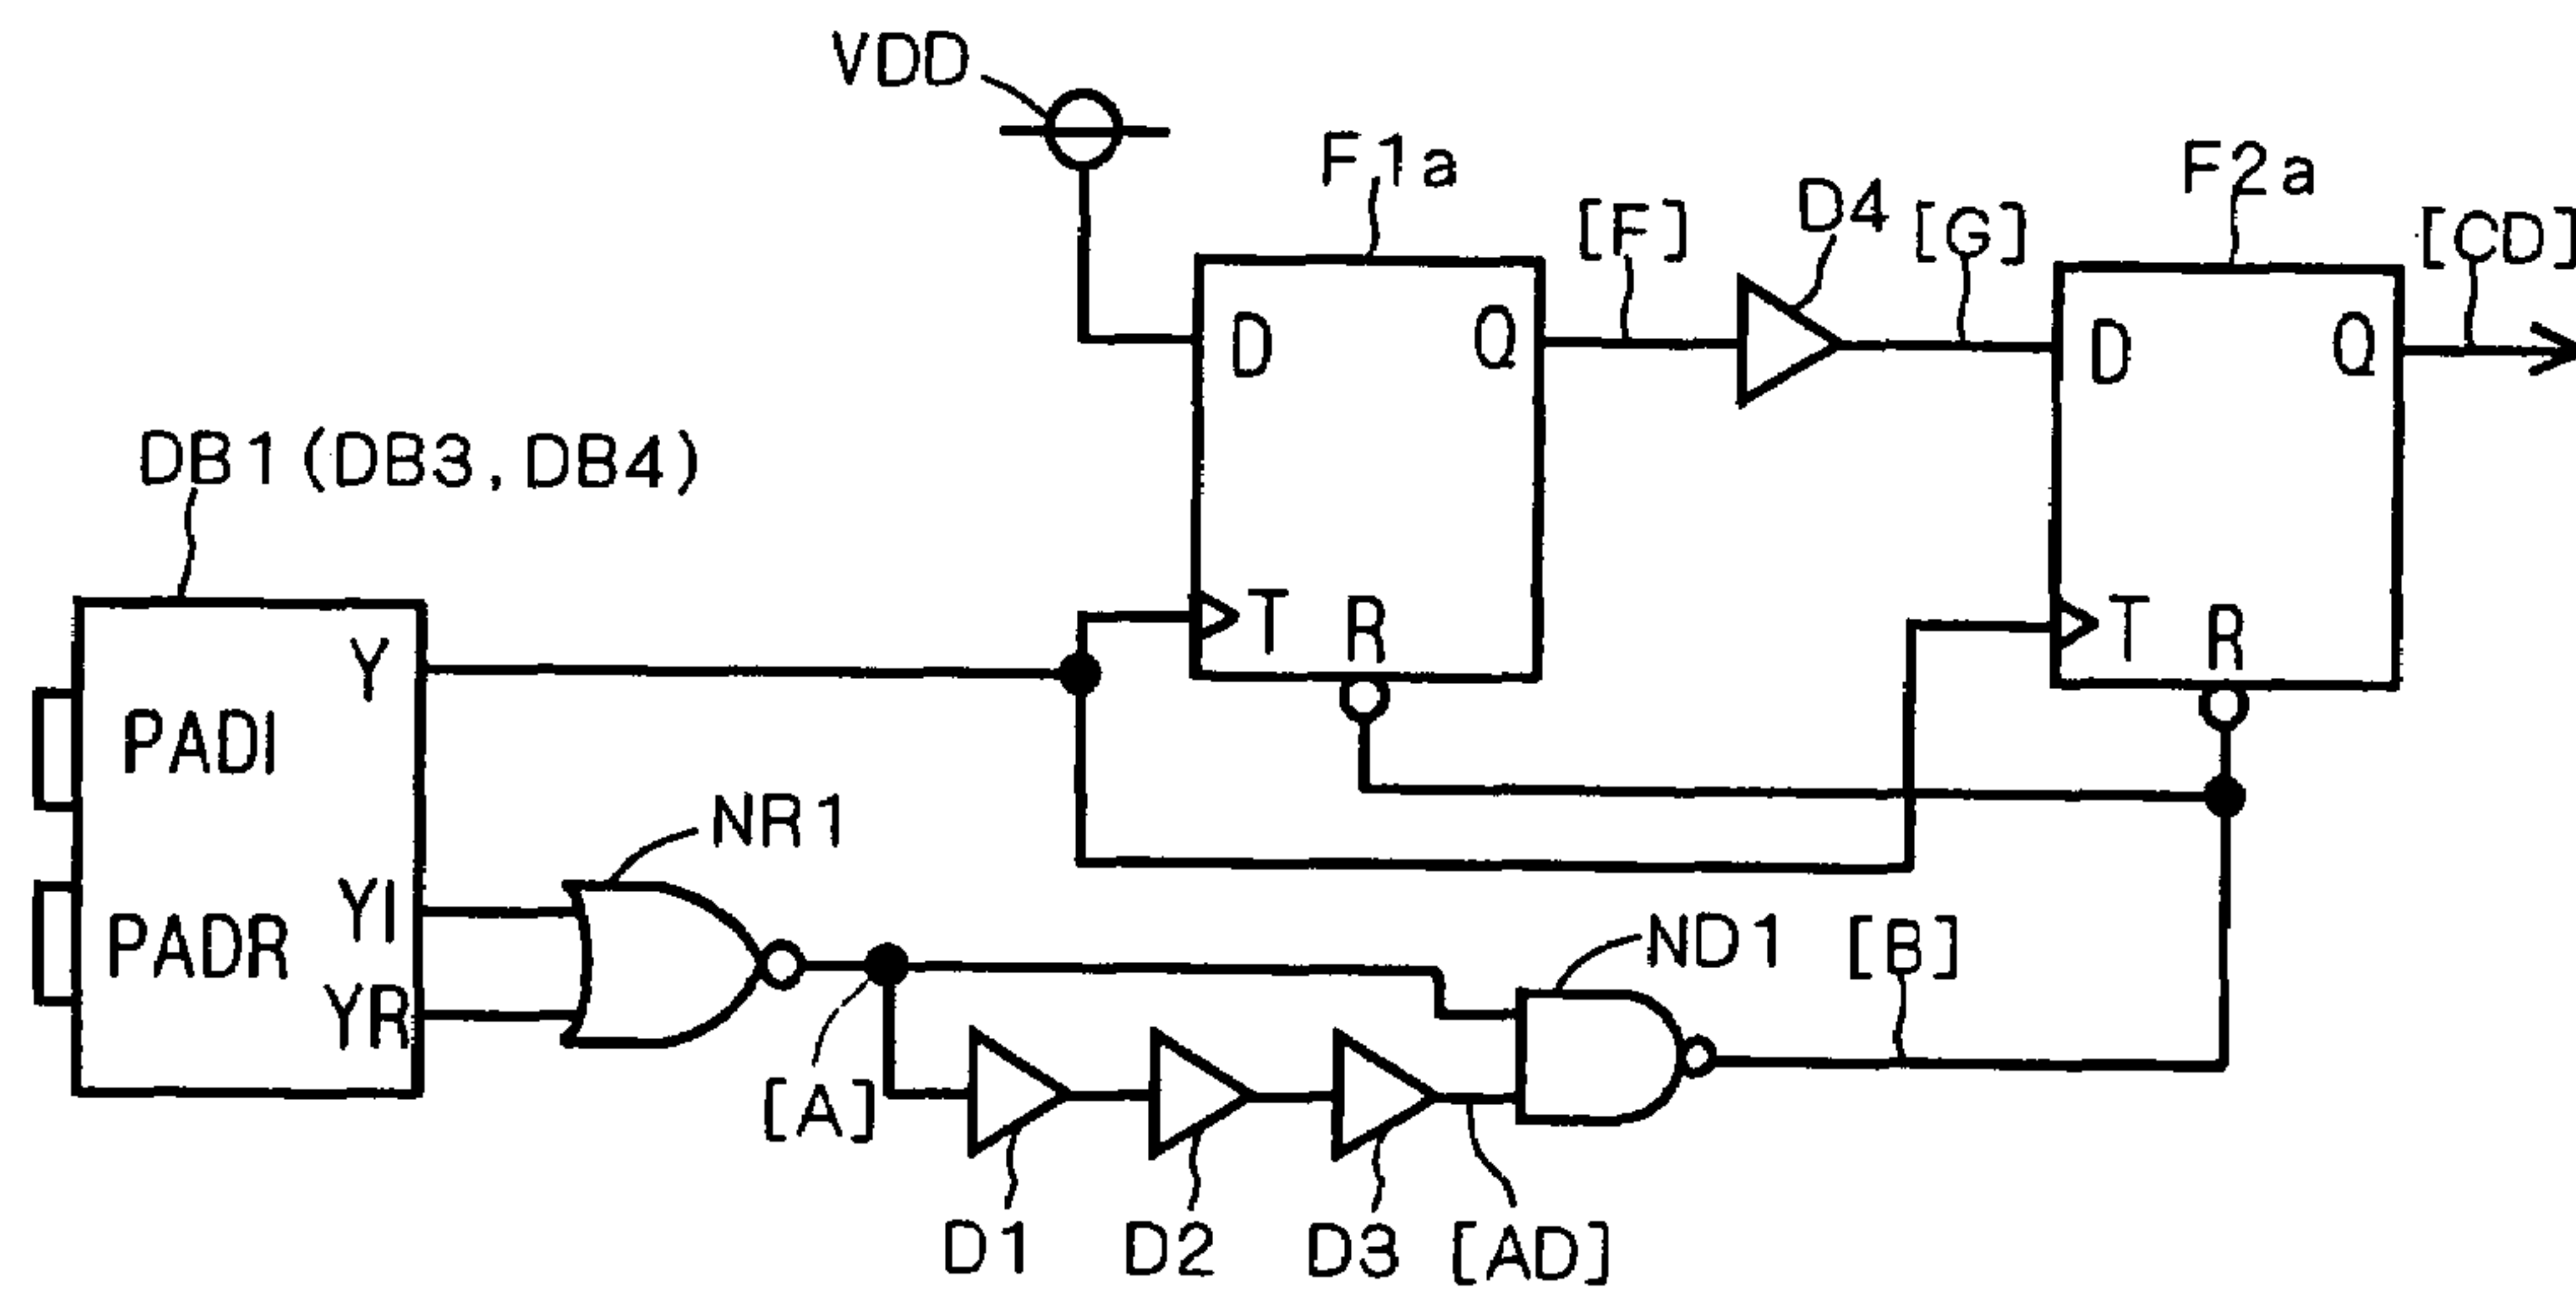 VDD
F1a
F2a
D4
[F]
[G]
[CD]
D
Q
D
Q
DB1(DB3,DB4)
T
R
T
R
Y
PADI
NR1
YI
PADR
YR
ND1
[B]
[A]
D1
D2
D3
[AD]